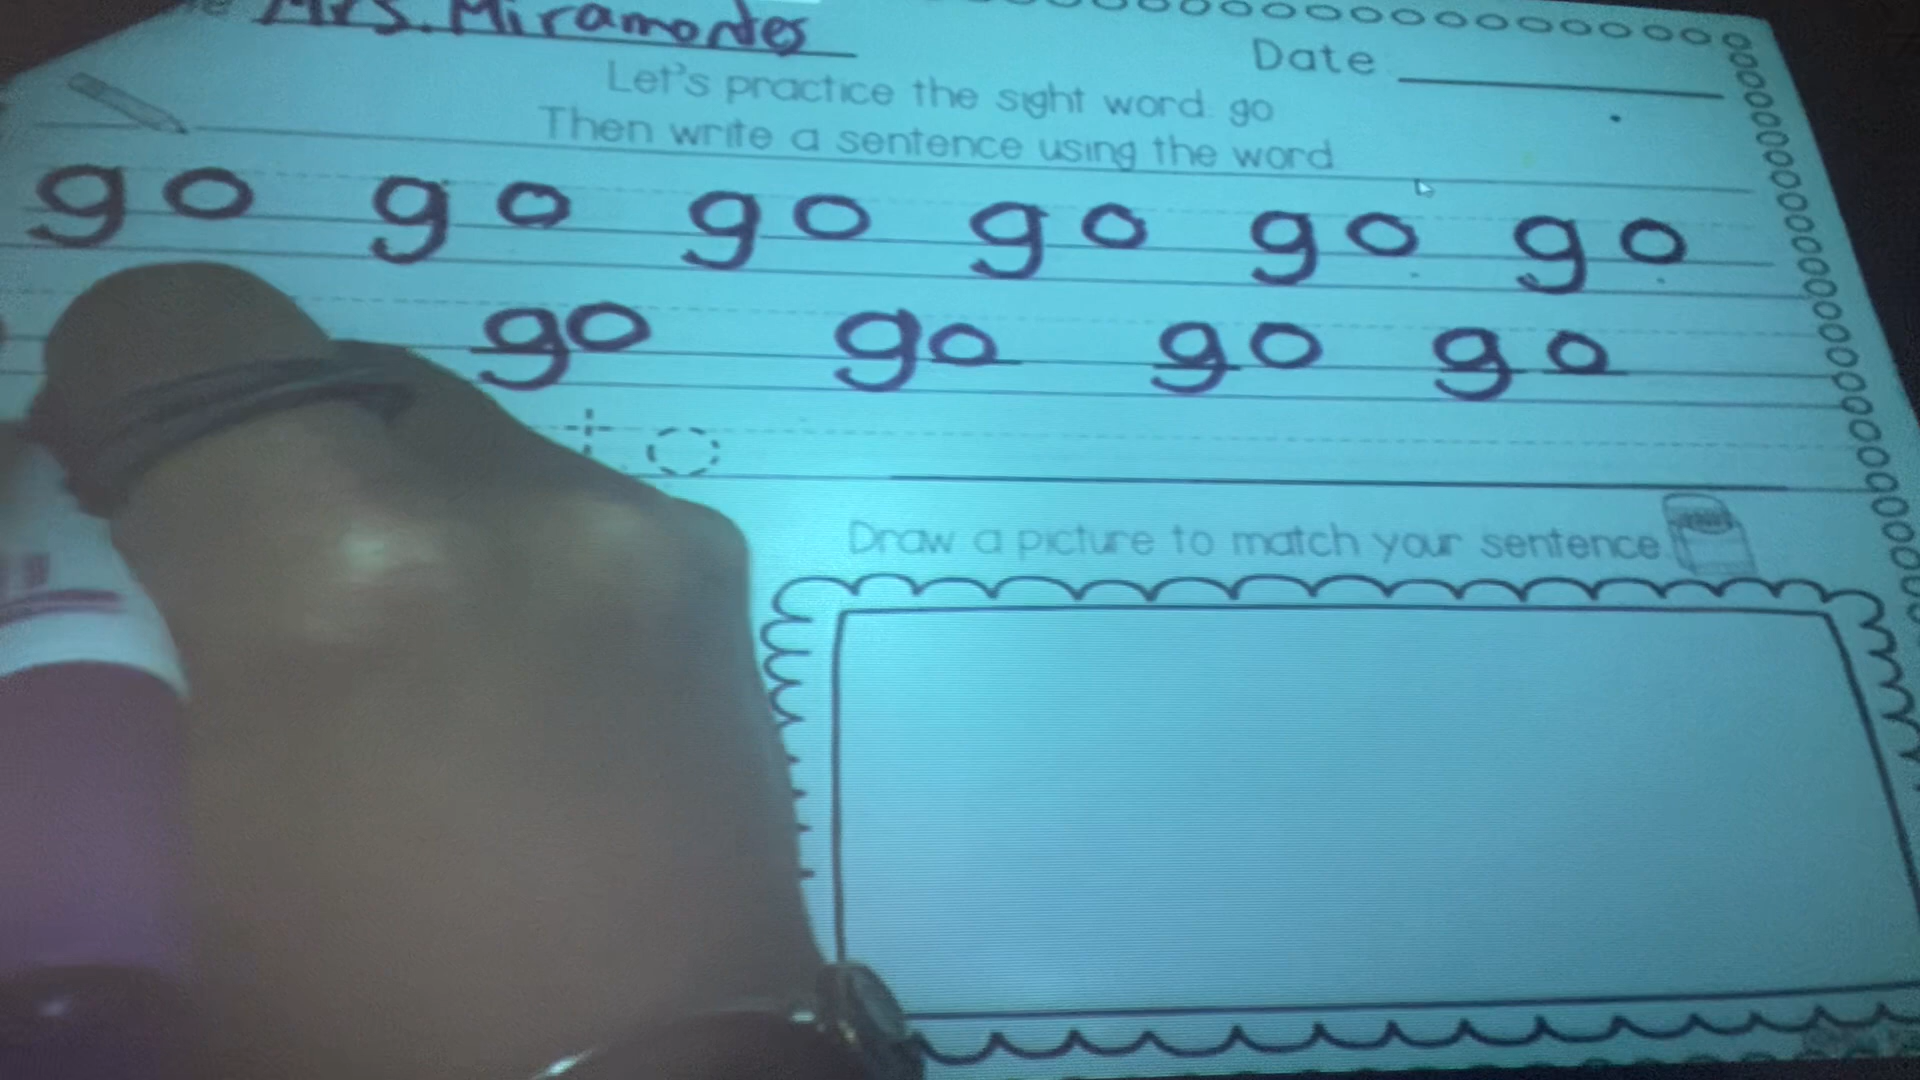 Mrs. Miramontes
Date
Let's practice the sight word: go
Then write a sentence using the word.
go go go go go go
go go go go
to
Draw a picture to match your sentence